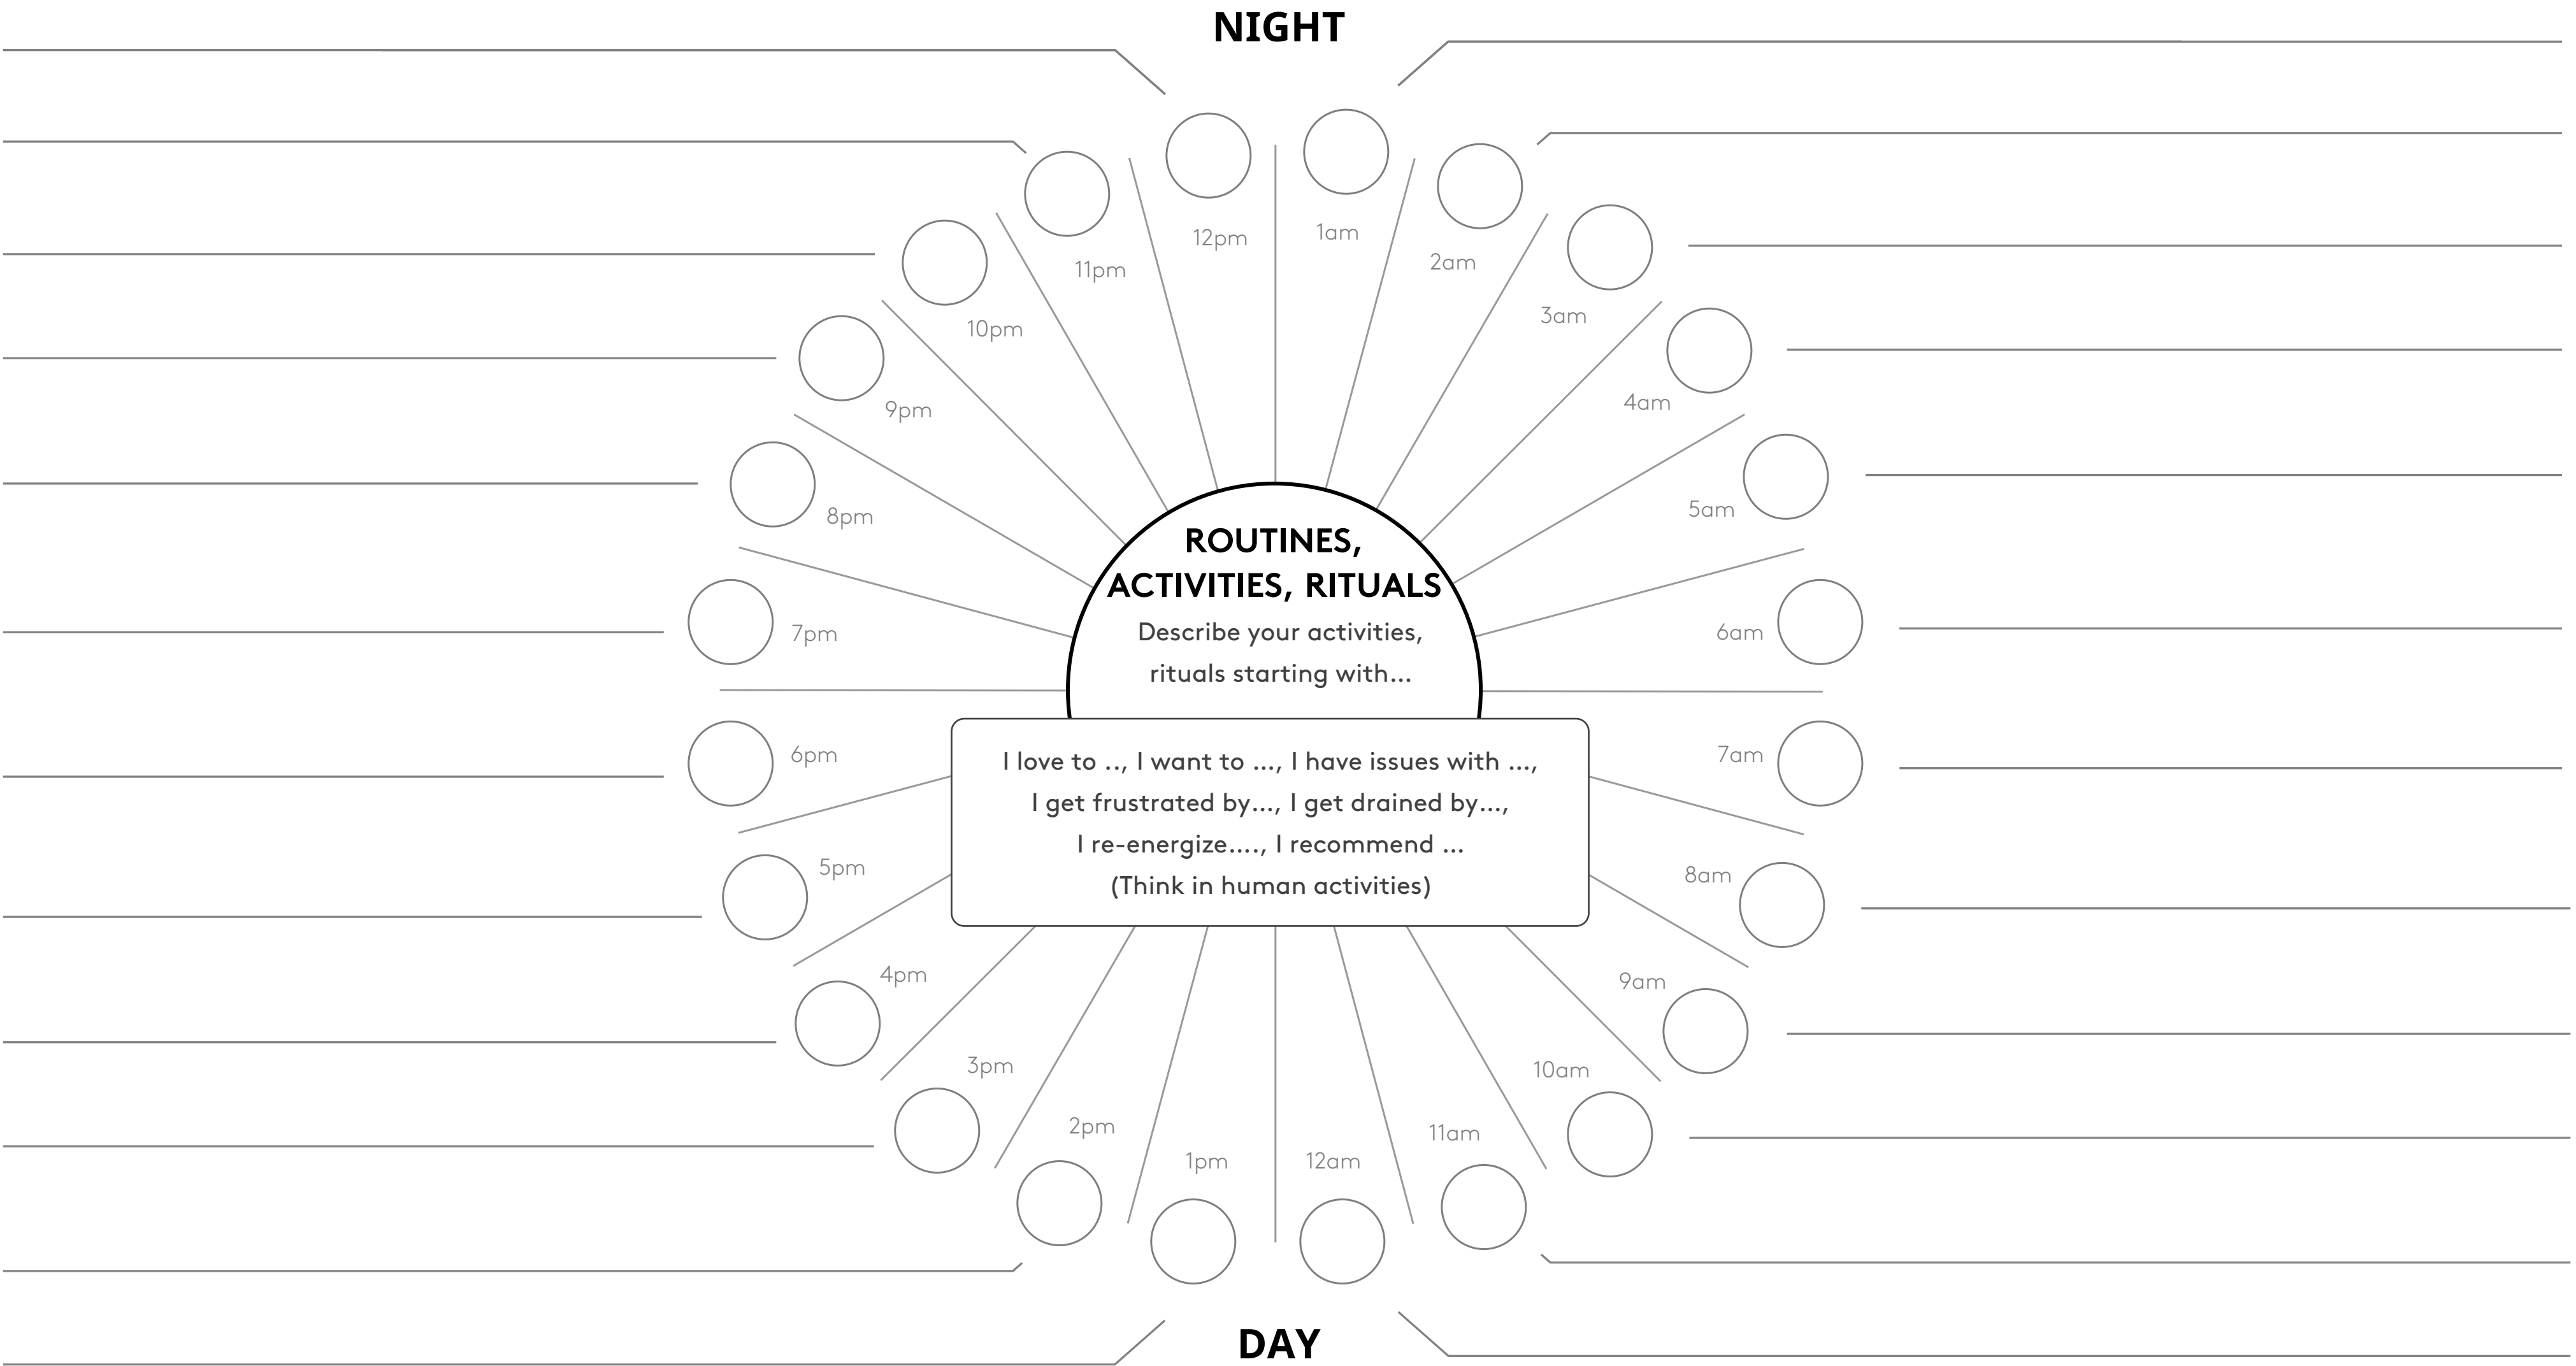 NIGHT
12pm
1am
2am
3am
4am
5am
6am
7am
8am
9am
10am
11am
12am
1pm
2pm
3pm
4pm
5pm
6pm
7pm
8pm
9pm
10pm
11pm
ROUTINES,
ACTIVITIES, RITUALS
Describe your activities,
rituals starting with...
I love to .., I want to ..., I have issues with ...,
I get frustrated by..., I get drained by...,
I re-energize...., I recommend ...
(Think in human activities)
DAY